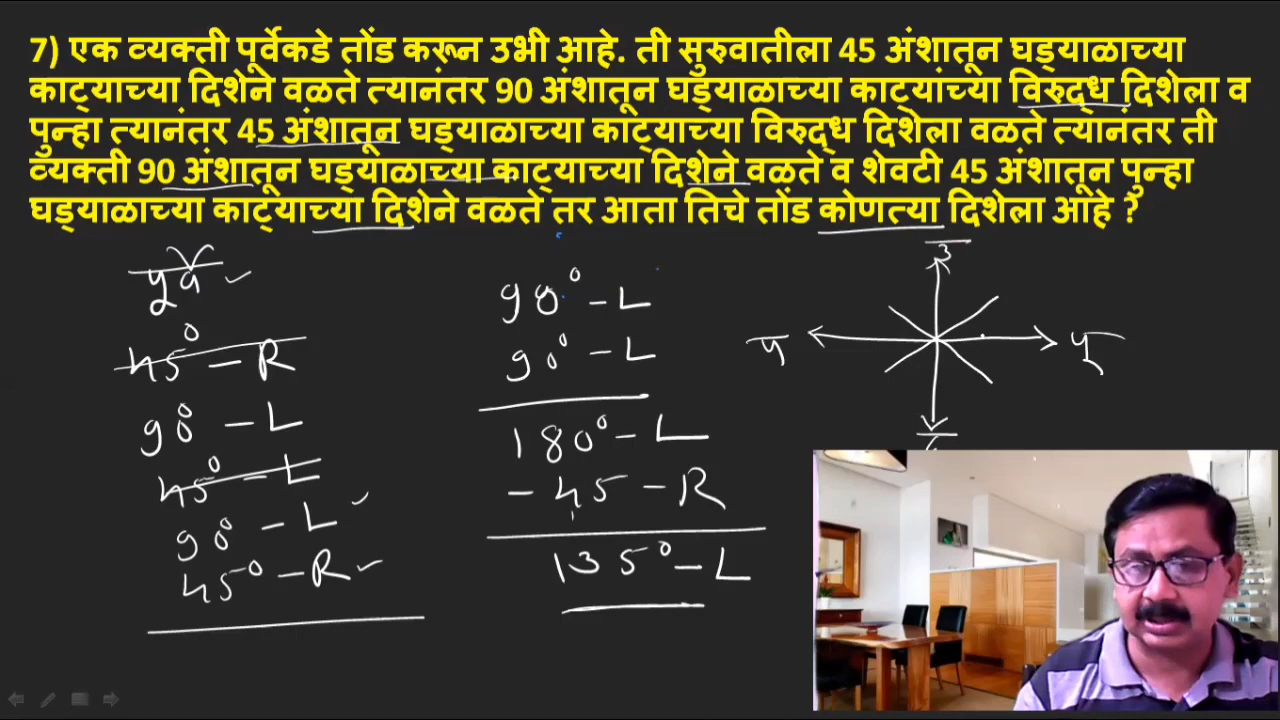 7) एक व्यक्ती पूर्वेकडे तोंड करून उभी आहे. ती सुरुवातीला 45 अंशातून घड्याळाच्या
काट्याच्या दिशेने वळते त्यानंतर 90 अंशातून घड्याळाच्या काट्यांच्या विरुद्ध दिशेला व
पुन्हा त्यानंतर 45 अंशातून घड्याळाच्या काट्याच्या विरुद्ध दिशेला वळते त्यानंतर ती
व्यक्ती 90 अंशातून घड्याळाच्या काट्याच्या दिशेने वळते व शेवटी 45 अंशातून पुन्हा
घड्याळाच्या काट्याच्या दिशेने वळते तर आता तिचे तोंड कोणत्या दिशेला आहे ?
पूर्व
45° - R
90 - L
45° - L
90° - L
45° - R
90° - L
90° - L
180° - L
- 45 - R
135° - L
उ
प
पू